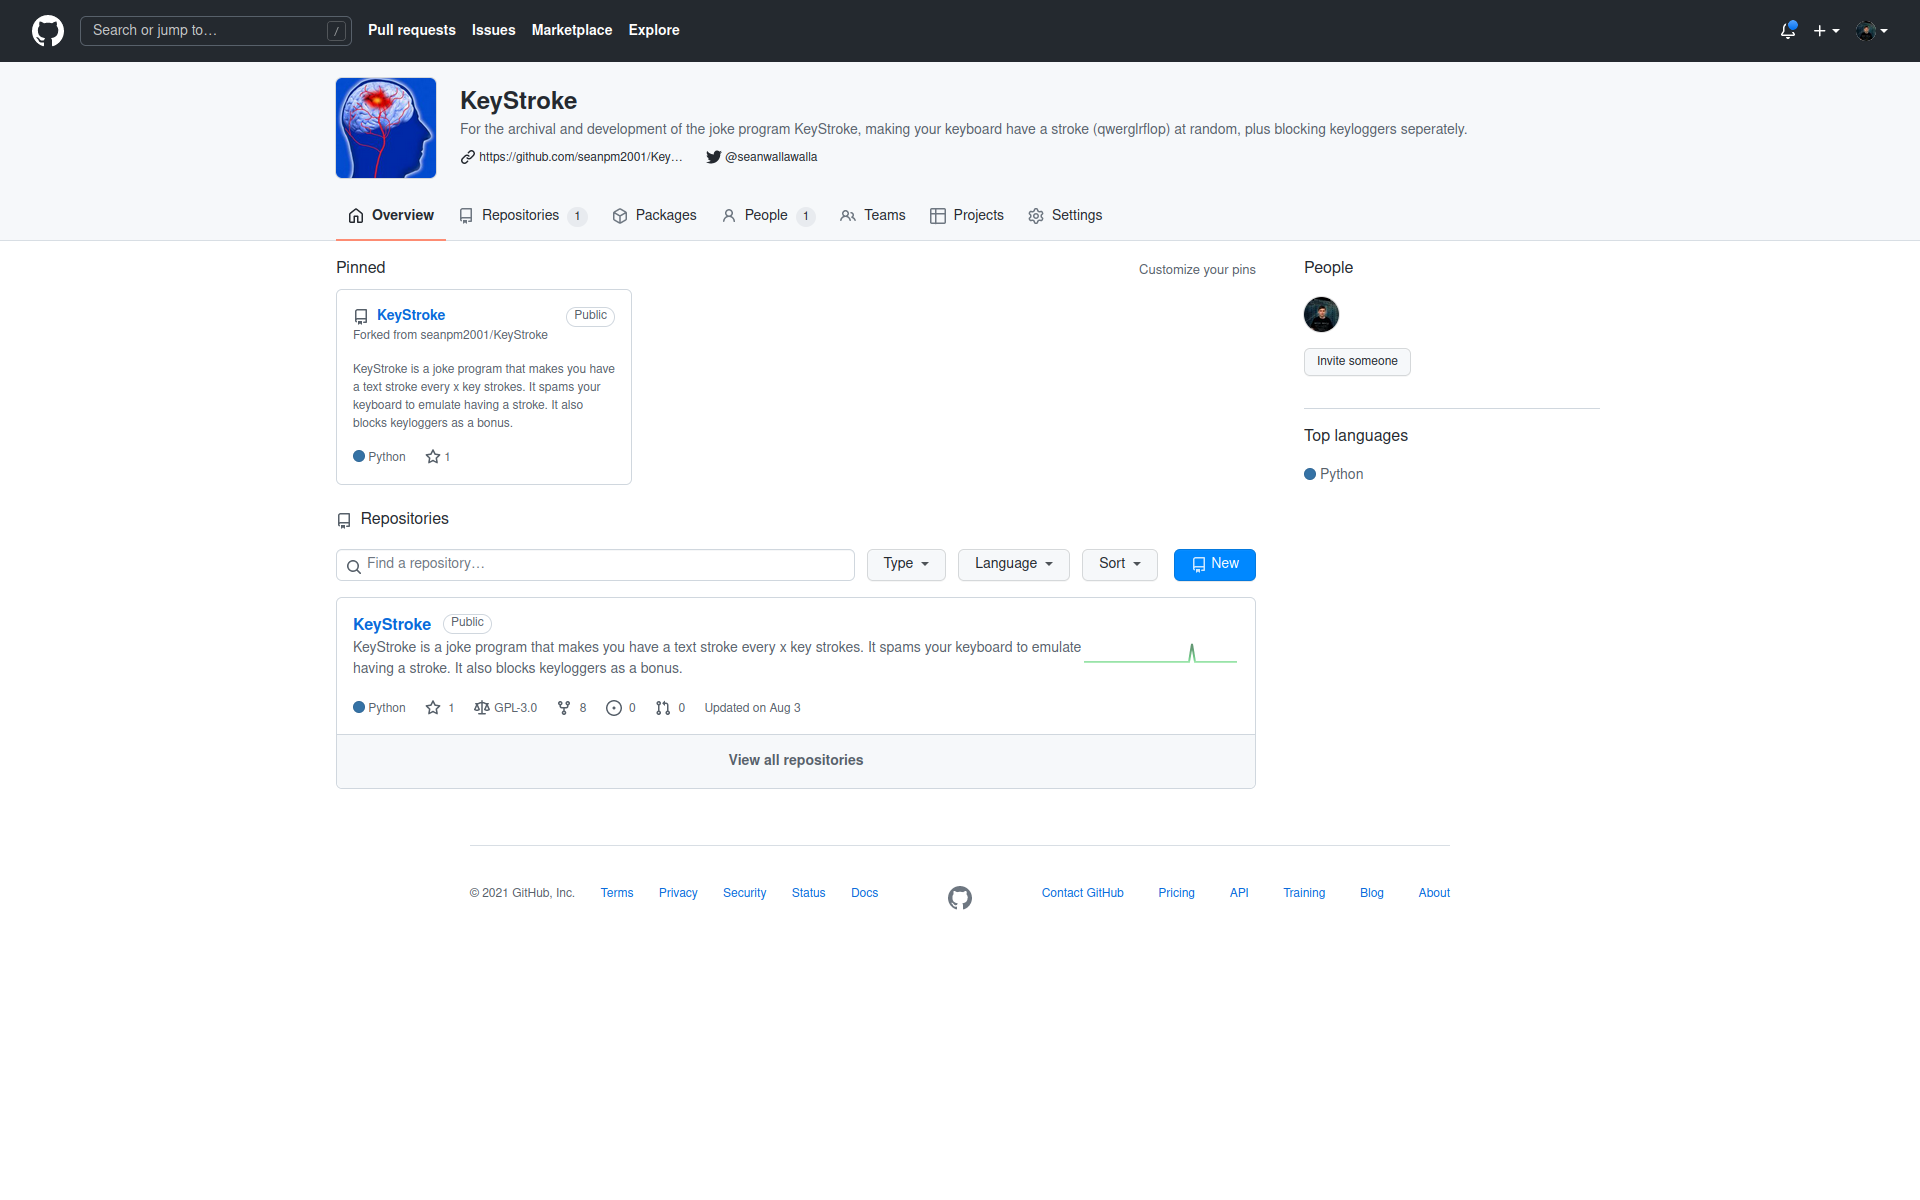 Search or jump to… /
Pull requests Issues Marketplace Explore
KeyStroke
For the archival and development of the joke program KeyStroke, making your keyboard have a stroke (qwerglrflop) at random, plus blocking keyloggers seperately.
https://github.com/seanpm2001/Key… @seanwallawalla
Overview Repositories 1 Packages People 1 Teams Projects Settings
Pinned
Customize your pins
KeyStroke Public
Forked from seanpm2001/KeyStroke
KeyStroke is a joke program that makes you have
a text stroke every x key strokes. It spams your
keyboard to emulate having a stroke. It also
blocks keyloggers as a bonus.
Python 1
People
Invite someone
Top languages
Python
Repositories
Find a repository… Type Language Sort New
KeyStroke Public
KeyStroke is a joke program that makes you have a text stroke every x key strokes. It spams your keyboard to emulate
having a stroke. It also blocks keyloggers as a bonus.
Python 1 GPL-3.0 8 0 0 Updated on Aug 3
View all repositories
© 2021 GitHub, Inc. Terms Privacy Security Status Docs Contact GitHub Pricing API Training Blog About